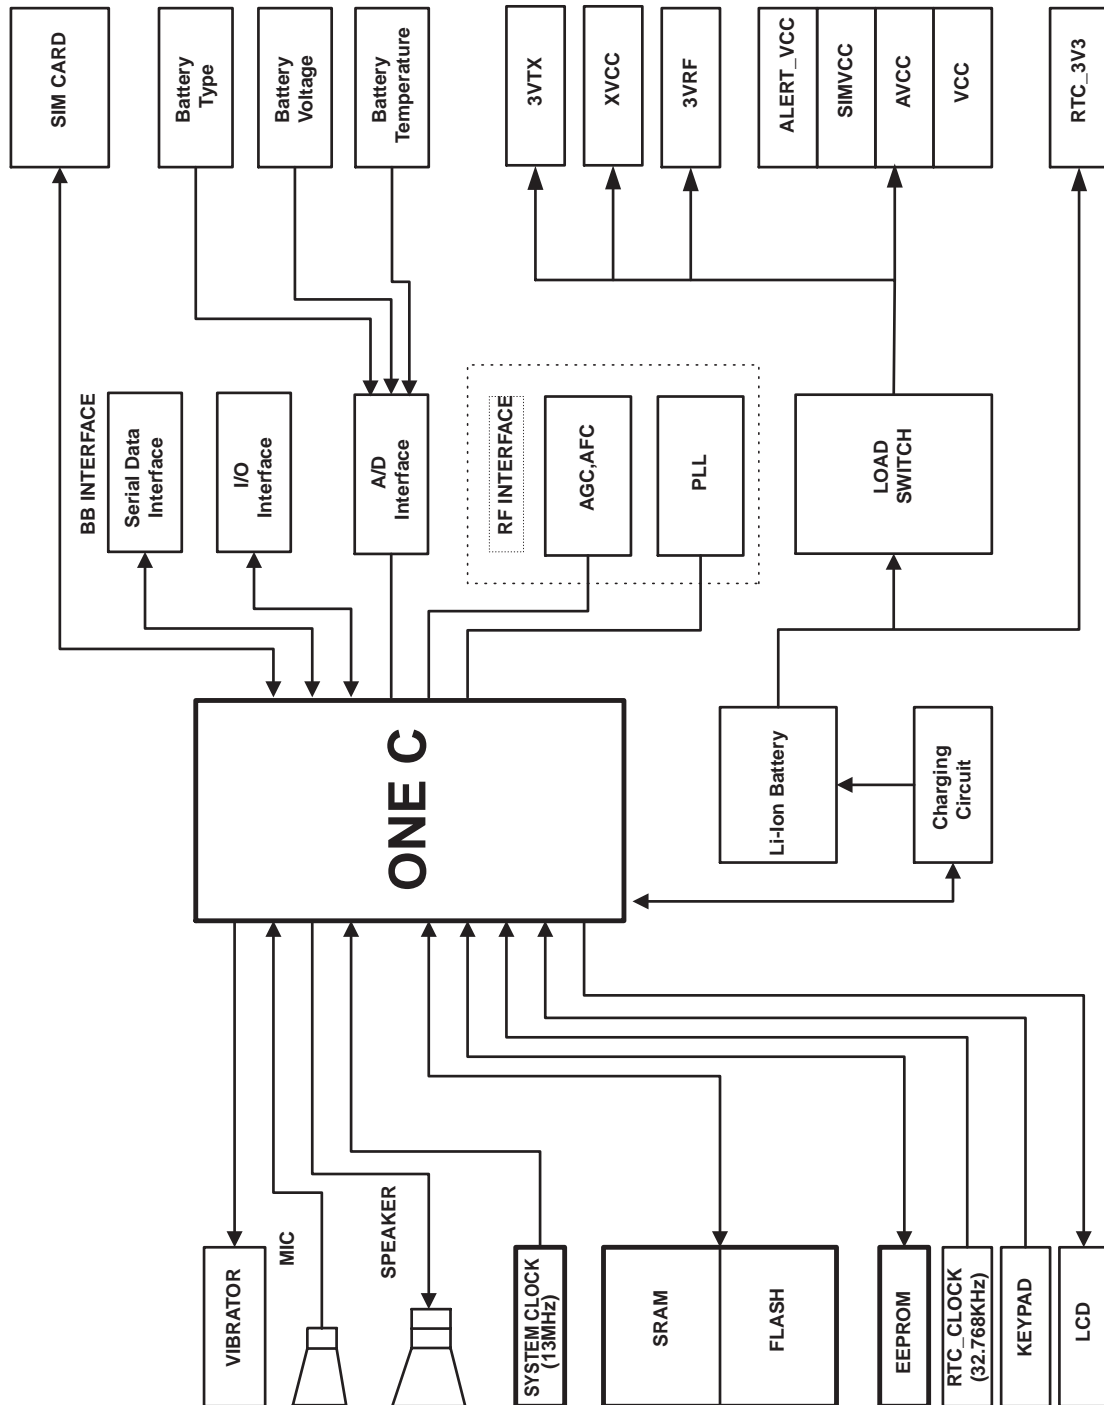 SIM CARD
Battery
Type
Battery
Voltage
Battery
Temperature
3VTX
XVCC
3VRF
ALERT_VCC
SIMVCC
AVCC
VCC
RTC_3V3
BB INTERFACE
Serial Data
Interface
I/O
Interface
A/D
Interface
RF INTERFACE
AGC,AFC
PLL
LOAD
SWITCH
ONE C
Li-Ion Battery
Charging
Circuit
VIBRATOR
MIC
SPEAKER
SYSTEM CLOCK
(13MHz)
SRAM
FLASH
EEPROM
RTC_CLOCK
(32.768KHz)
KEYPAD
LCD